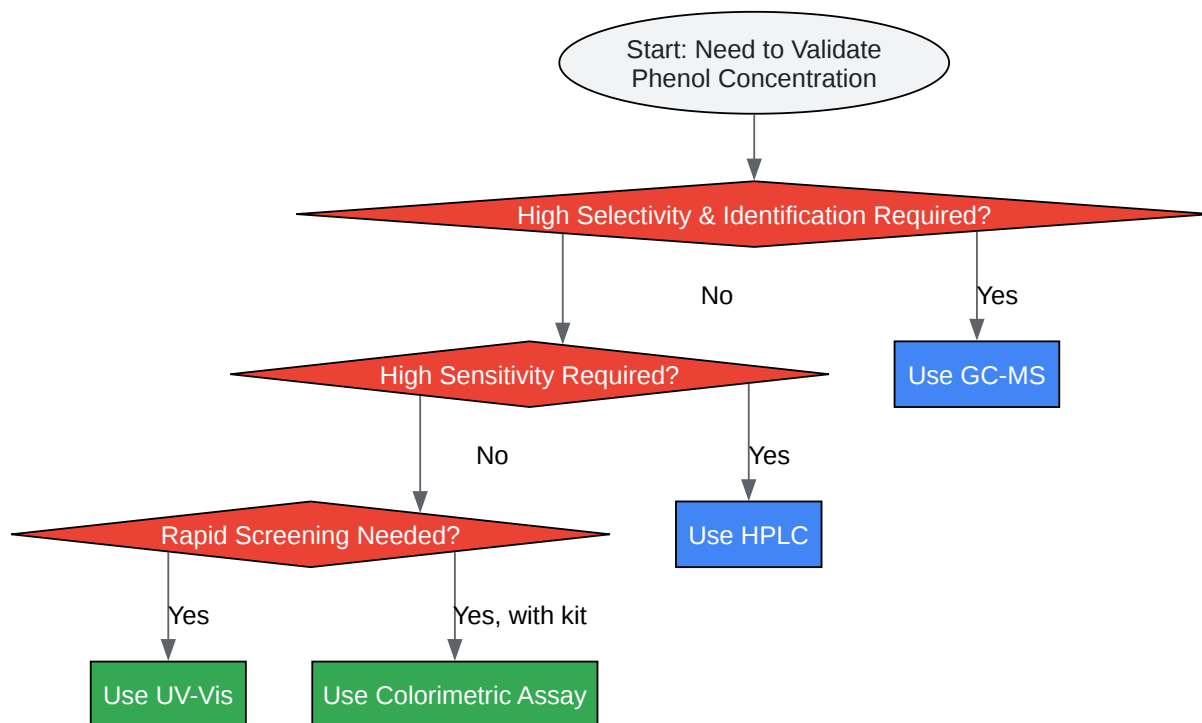 Start: Need to Validate
Phenol Concentration
High Selectivity & Identification Required?
No
Yes
High Sensitivity Required?
Use GC-MS
No
Yes
Rapid Screening Needed?
Use HPLC
Yes
Yes, with kit
Use UV-Vis
Use Colorimetric Assay